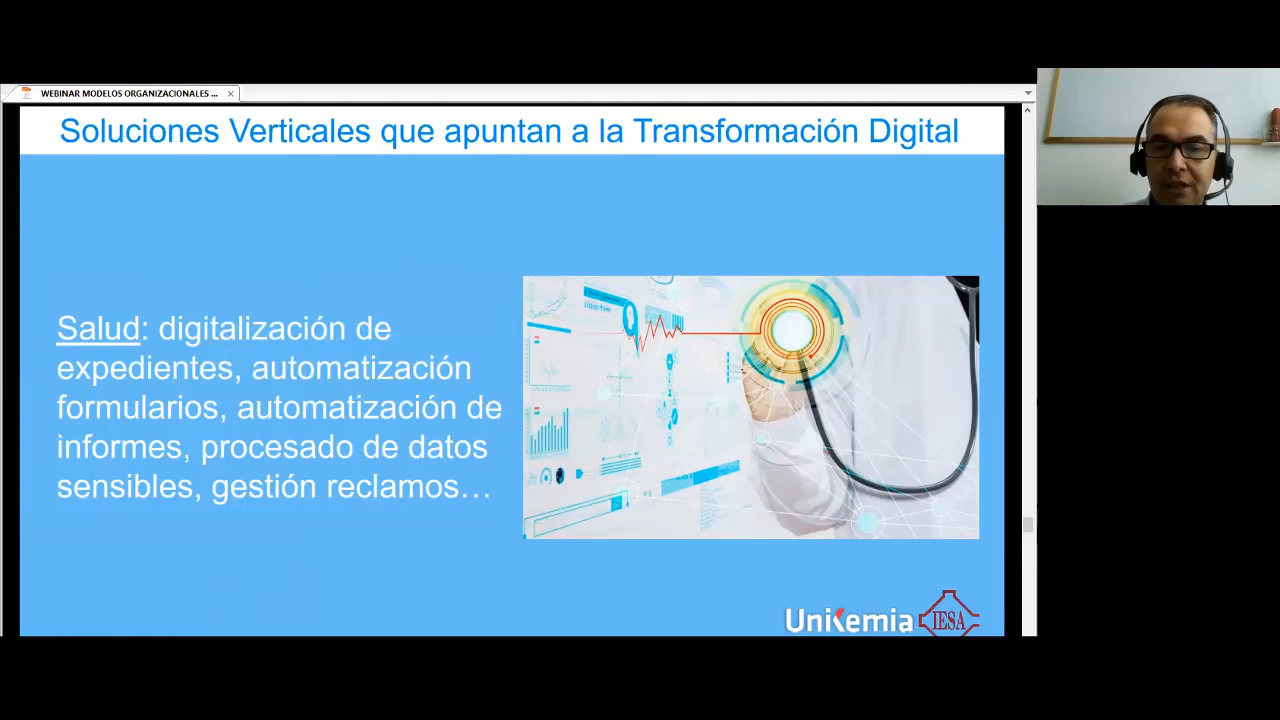 WEBINAR MODELOS ORGANIZACIONALES ...
Soluciones Verticales que apuntan a la Transformación Digital
Salud: digitalización de
expedientes, automatización
formularios, automatización de
informes, procesado de datos
sensibles, gestión reclamos…
UniKemia
IESA